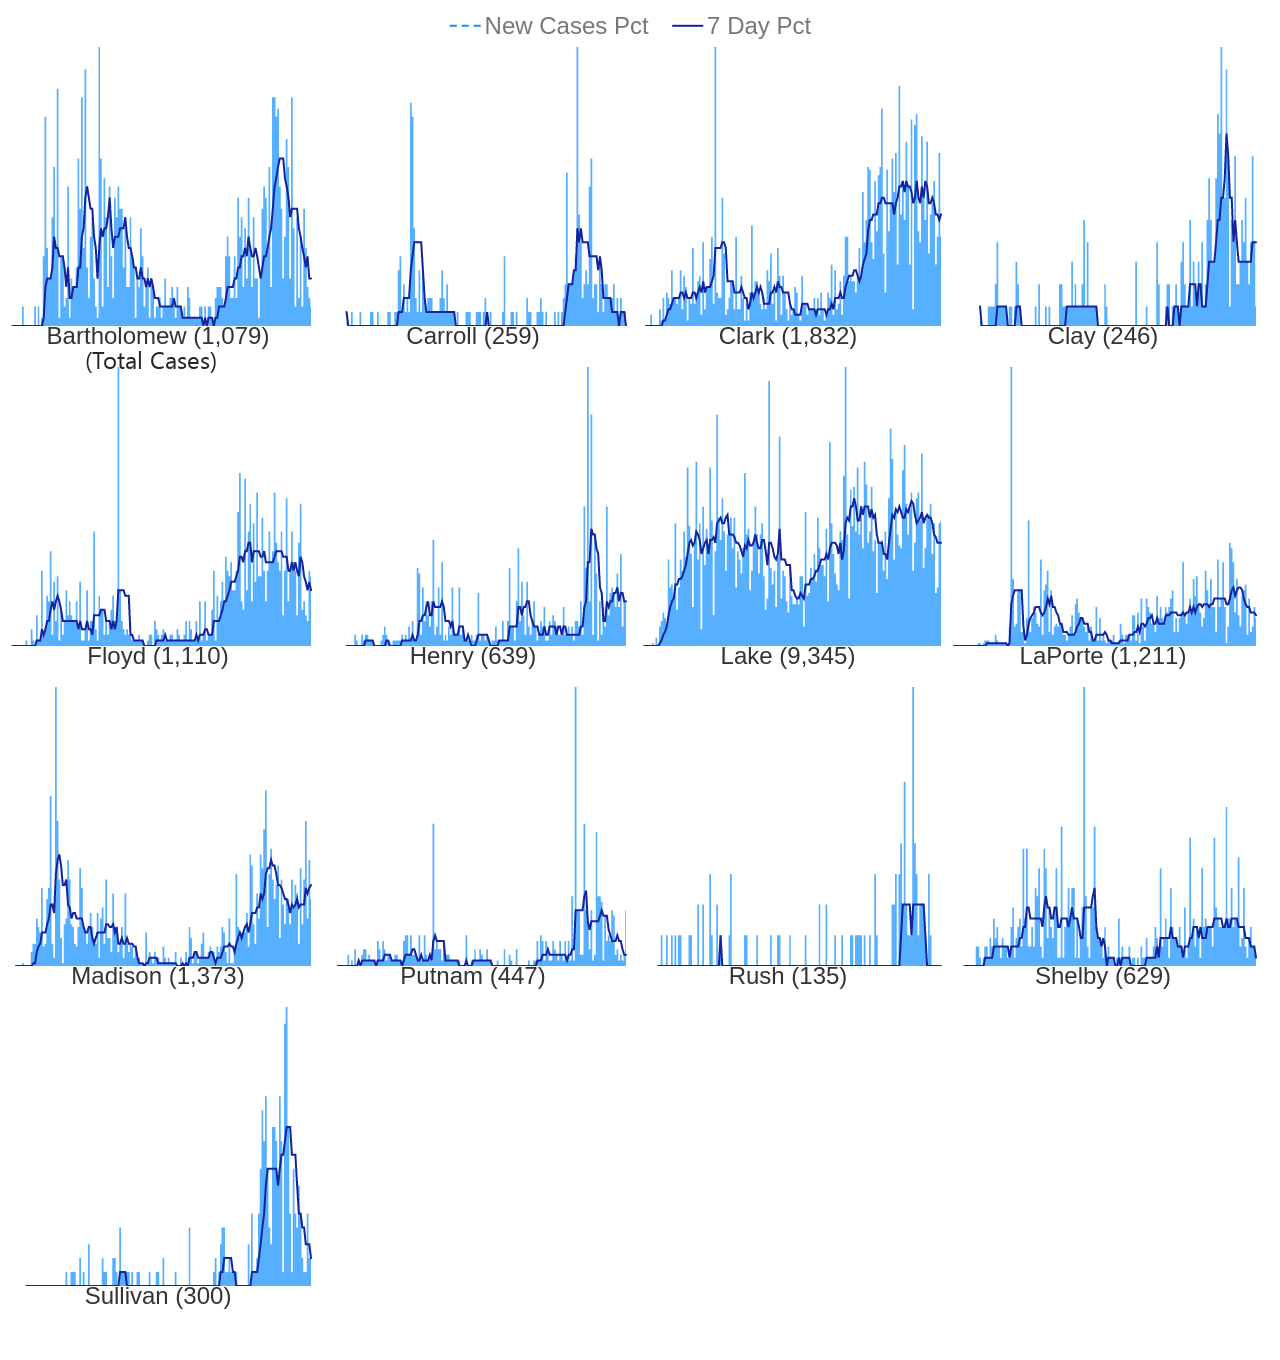 New Cases Pct 7 Day Pct
Bartholomew (1,079) Carroll (259) Clark (1,832) Clay (246)
(Total Cases)
Floyd (1,110) Henry (639) Lake (9,345) LaPorte (1,211)
Madison (1,373) Putnam (447) Rush (135) Shelby (629)
Sullivan (300)